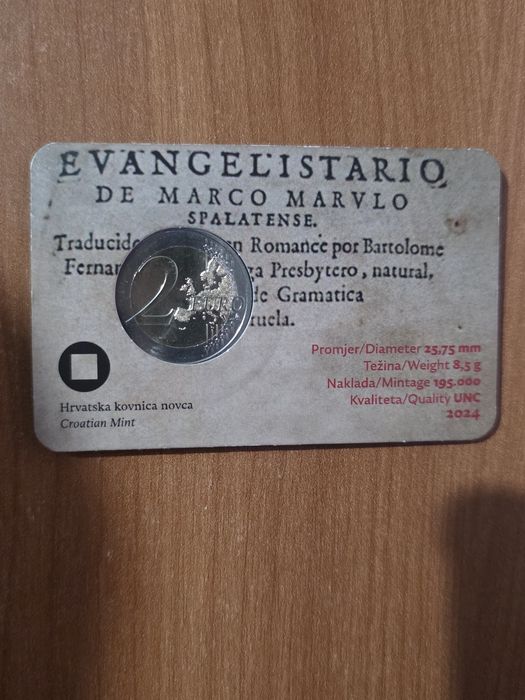 EVANGELISTARIO
DE MARCO MARVLO
SPALATENSE.
Traducido en Romance por Bartolome
Fernan ga Presbytero, natural,
de Gramatica
ruela.
2 EURO
Promjer/Diameter 25,75 mm
Težina/Weight 8,5 g
Naklada/Mintage 195.000
Kvaliteta/Quality UNC
2024
Hrvatska kovnica novca
Croatian Mint